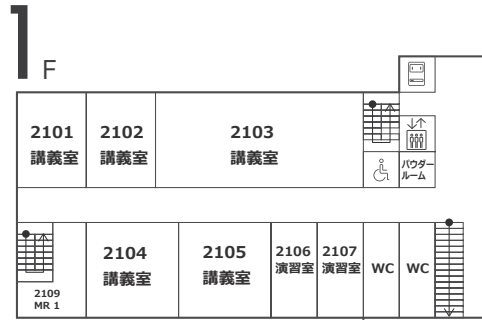 1F
2101
講義室
2102
講義室
2103
講義室
パウダー
ルーム
2104
講義室
2105
講義室
2106
演習室
2107
演習室
WC
WC
2109
MR 1